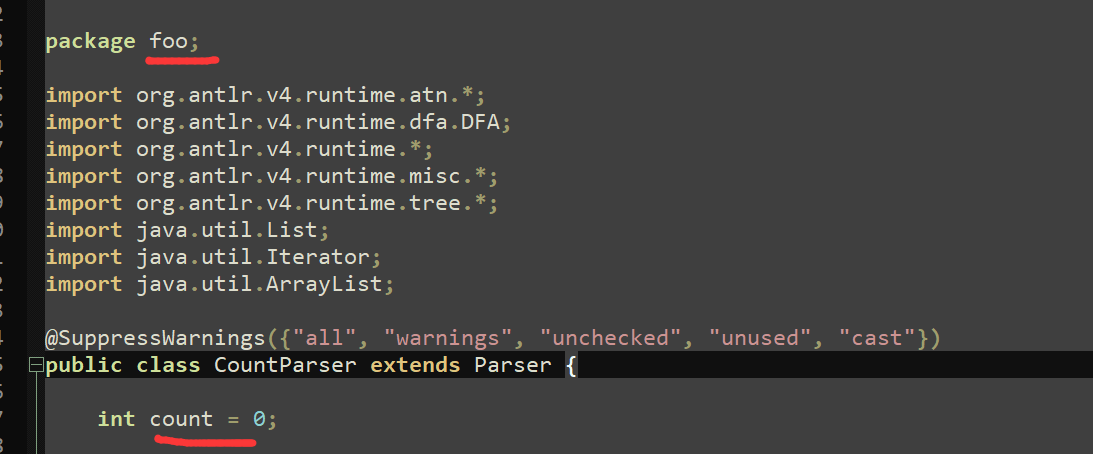 package foo;
import org.antlr.v4.runtime.atn.*;
import org.antlr.v4.runtime.dfa.DFA;
import org.antlr.v4.runtime.*;
import org.antlr.v4.runtime.misc.*;
import org.antlr.v4.runtime.tree.*;
import java.util.List;
import java.util.Iterator;
import java.util.ArrayList;
@SuppressWarnings({"all", "warnings", "unchecked", "unused", "cast"})
public class CountParser extends Parser {
int count = 0;